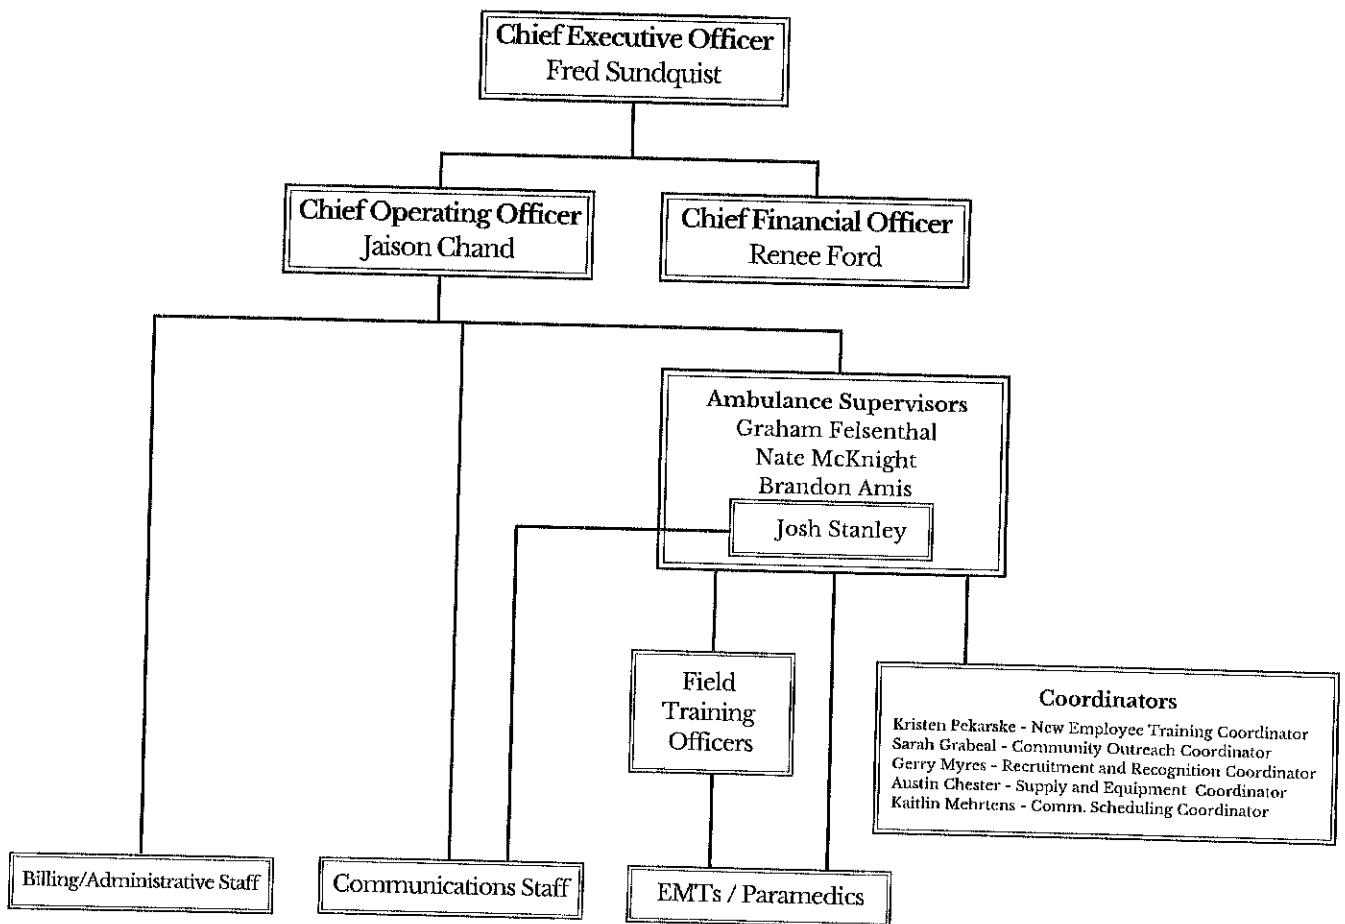 Chief Executive Officer
Fred Sundquist
Chief Operating Officer
Jaison Chand
Chief Financial Officer
Renee Ford
Ambulance Supervisors
Graham Felsenthal
Nate McKnight
Brandon Amis
Josh Stanley
Field
Training
Officers
Coordinators
Kristen Pekarske - New Employee Training Coordinator
Sarah Grabeal - Community Outreach Coordinator
Gerry Myres - Recruitment and Recognition Coordinator
Austin Chester - Supply and Equipment Coordinator
Kaitlin Mehrtens - Comm. Scheduling Coordinator
Billing/Administrative Staff
Communications Staff
EMTs / Paramedics